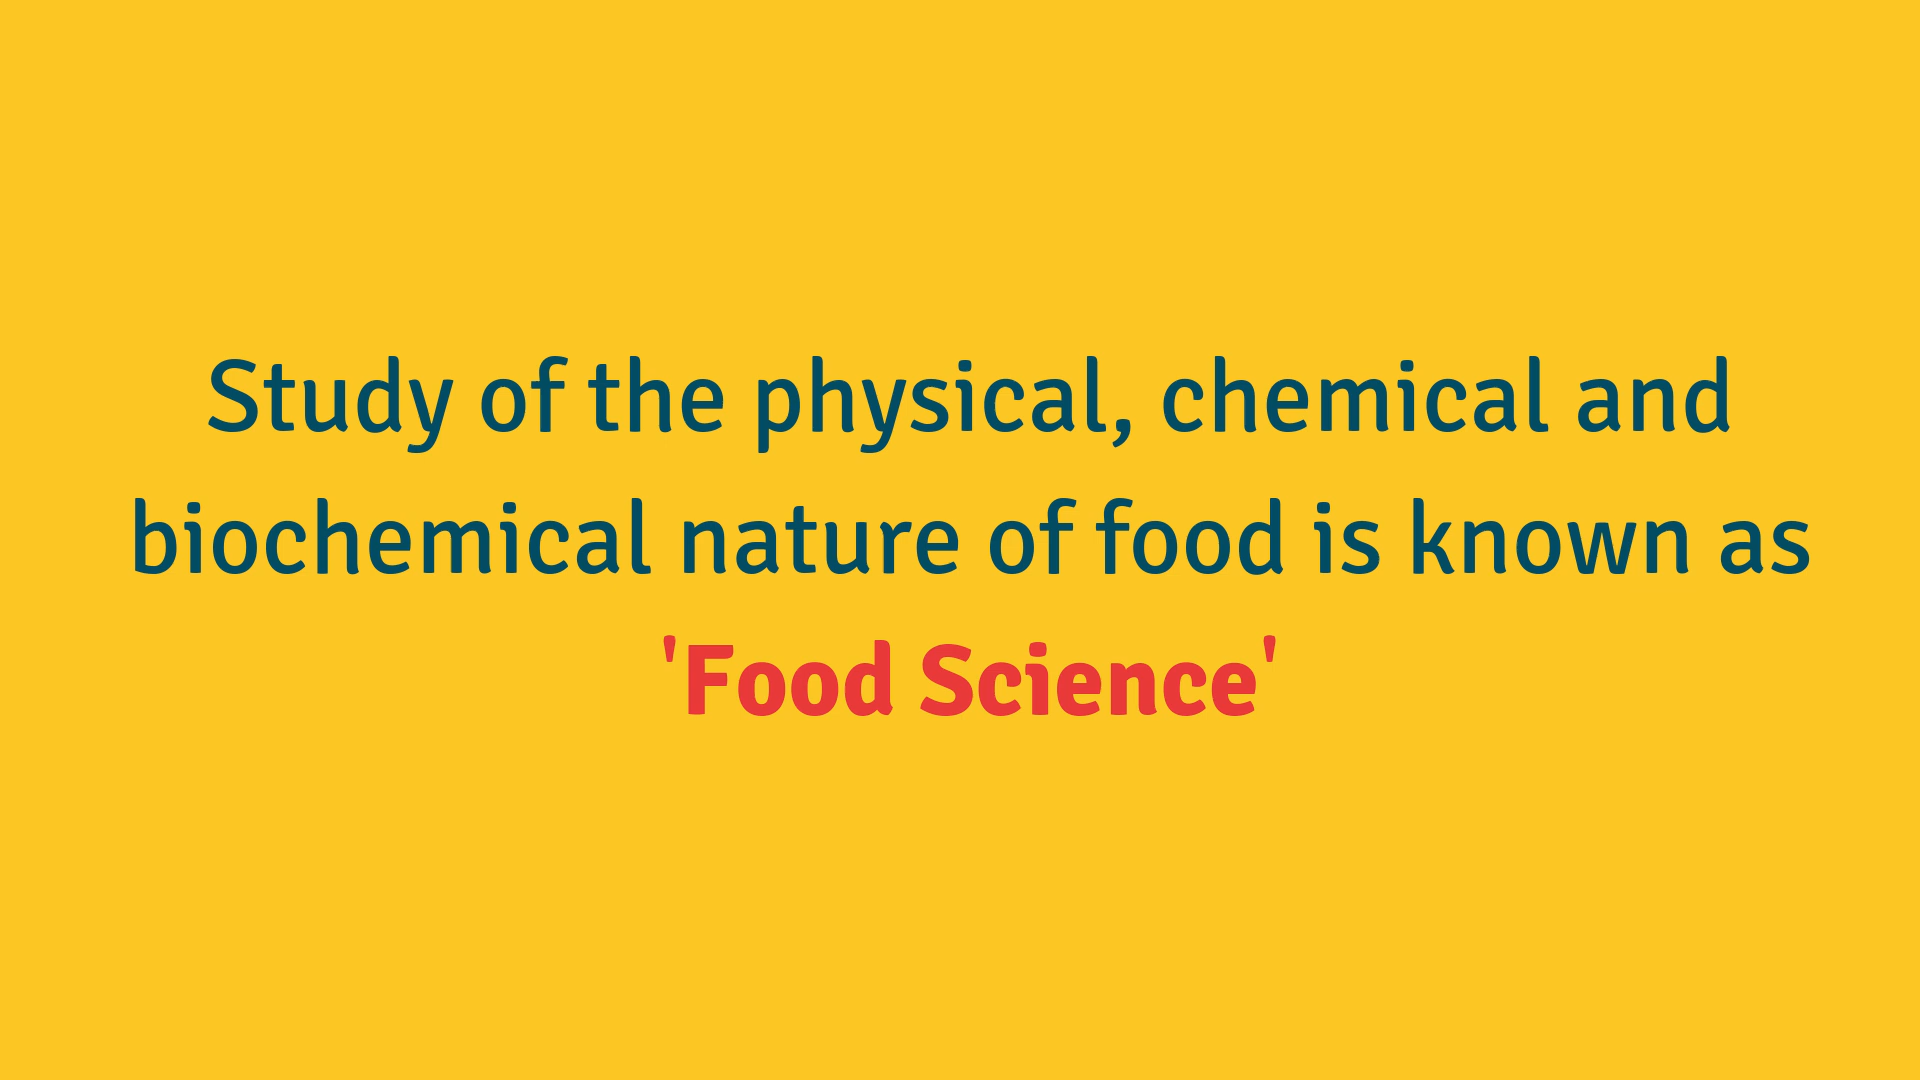 Study of the physical, chemical and
biochemical nature of food is known as
'Food Science'